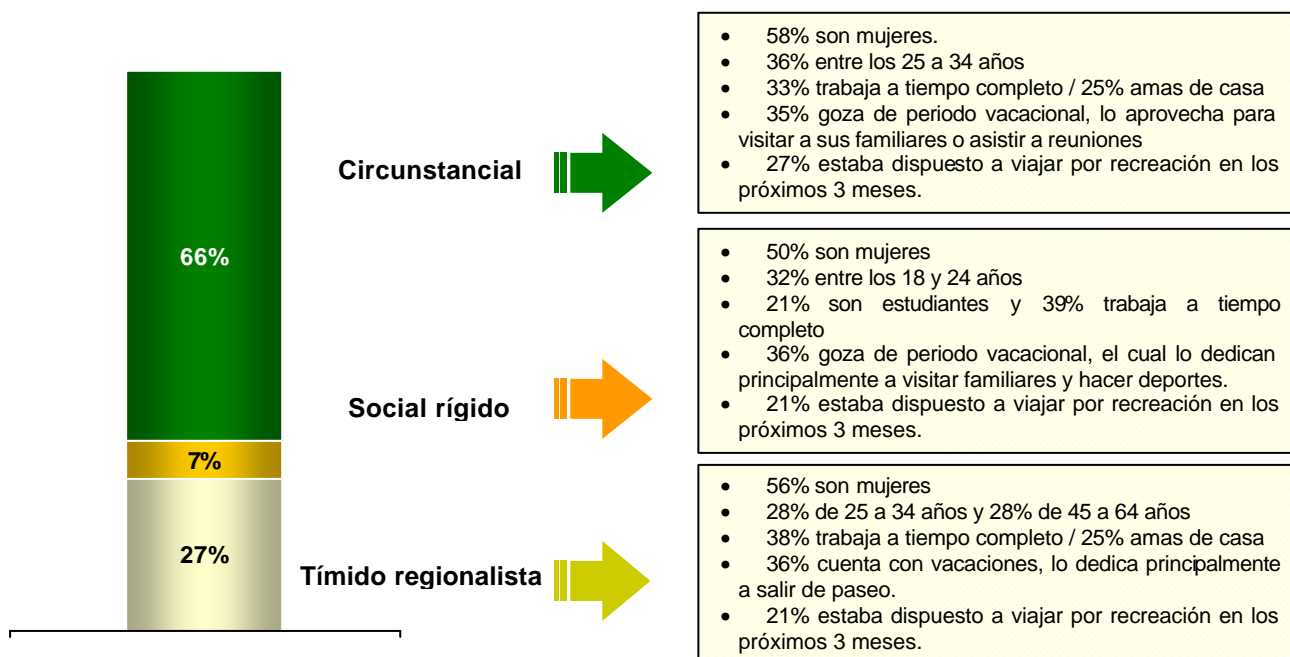 66%
7%
27%
Circunstancial
• 58% son mujeres.
• 36% entre los 25 a 34 años
• 33% trabaja a tiempo completo / 25% amas de casa
• 35% goza de periodo vacacional, lo aprovecha para
visitar a sus familiares o asistir a reuniones
• 27% estaba dispuesto a viajar por recreación en los
próximos 3 meses.
Social rígido
• 50% son mujeres
• 32% entre los 18 y 24 años
• 21% son estudiantes y 39% trabaja a tiempo
completo
• 36% goza de periodo vacacional, el cual lo dedican
principalmente a visitar familiares y hacer deportes.
• 21% estaba dispuesto a viajar por recreación en los
próximos 3 meses.
Tímido regionalista
• 56% son mujeres
• 28% de 25 a 34 años y 28% de 45 a 64 años
• 38% trabaja a tiempo completo / 25% amas de casa
• 36% cuenta con vacaciones, lo dedica principalmente
a salir de paseo.
• 21% estaba dispuesto a viajar por recreación en los
próximos 3 meses.